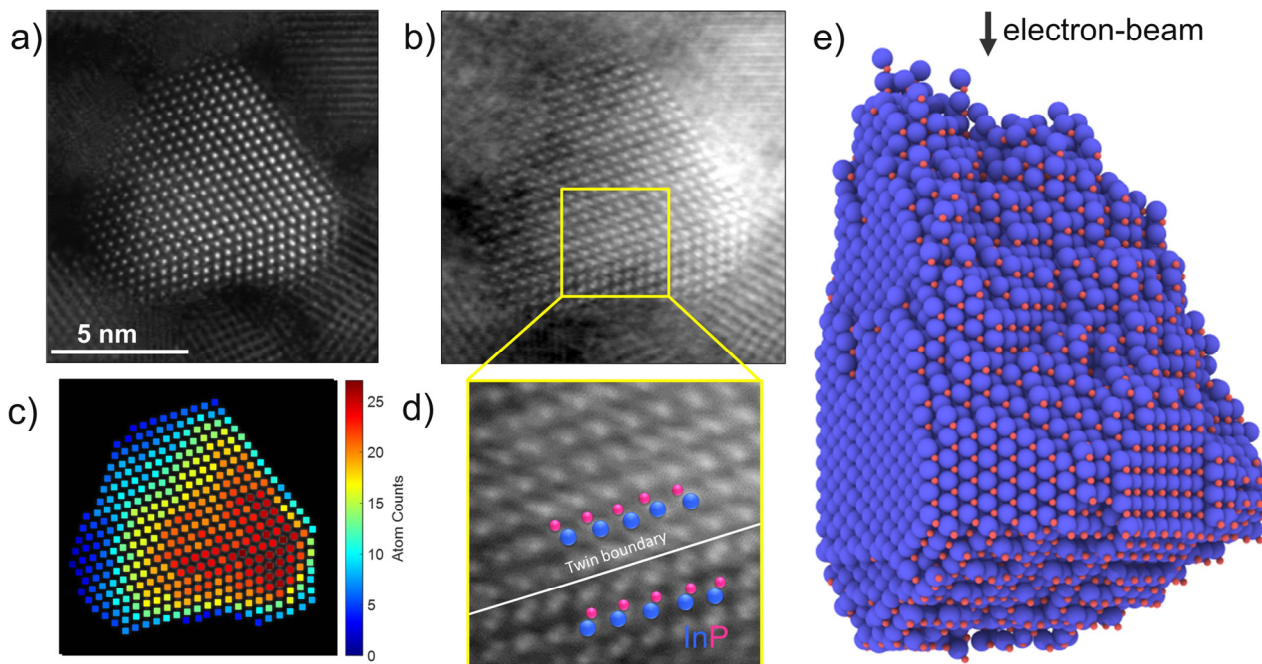 a)
5 nm
b)
e)
electron-beam
c)
25
20
15
10
5
0
Atom Counts
d)
Twin boundary
InP